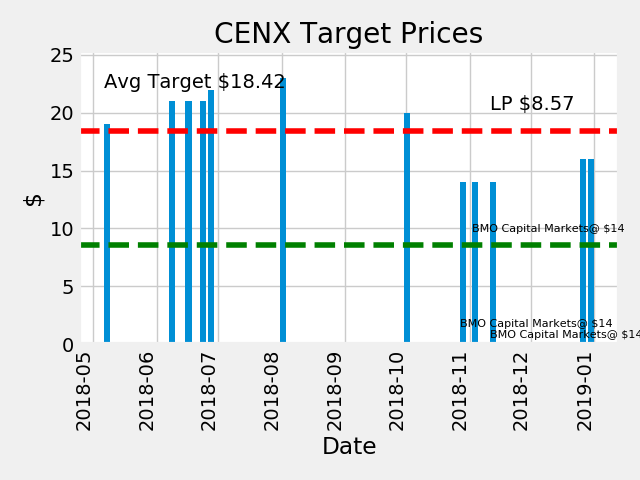 CENX Target Prices
25
Avg Target $18.42
LP $8.57
20
15
$
10
BMO Capital Markets@ $14
5
BMO Capital Markets@ $14
BMO Capital Markets@ $14
0
2018-05
2018-06
2018-07
2018-08
2018-09
2018-10
2018-11
2018-12
2019-01
Date